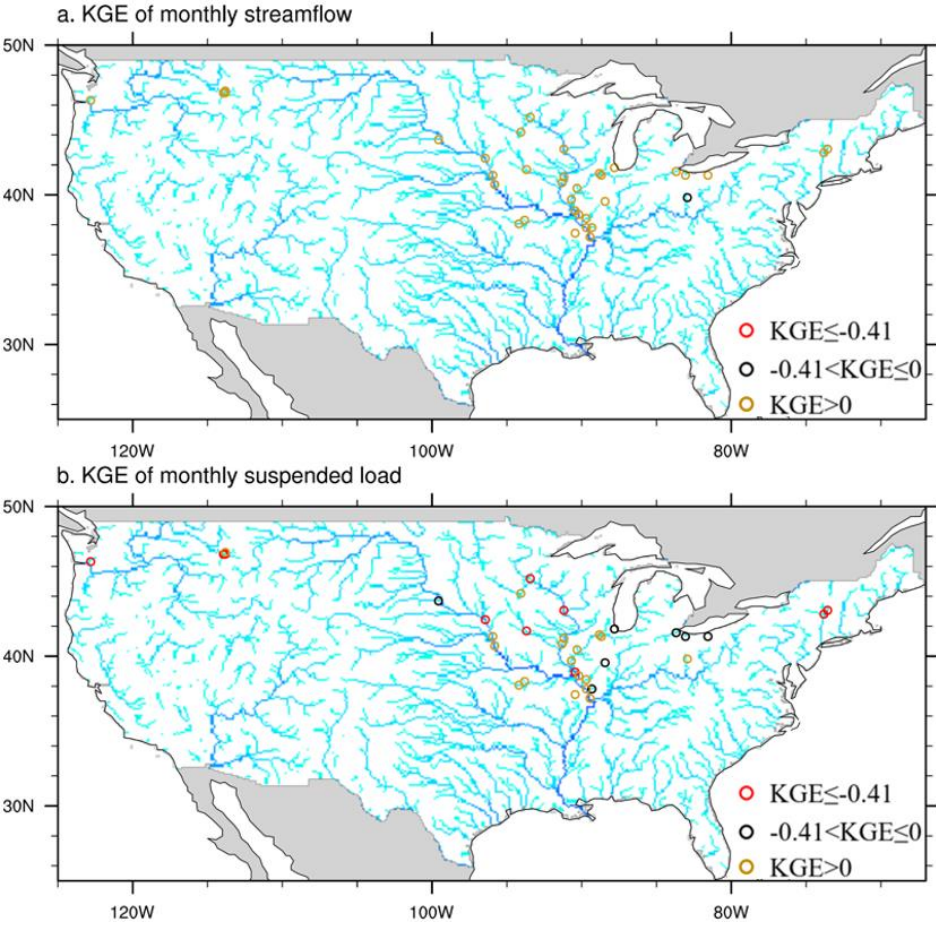 a. KGE of monthly streamflow
50N
40N
30N
KGE≤-0.41
-0.41<KGE≤0
KGE>0
120W 100W 80W
b. KGE of monthly suspended load
50N
40N
30N
KGE≤-0.41
-0.41<KGE≤0
KGE>0
120W 100W 80W